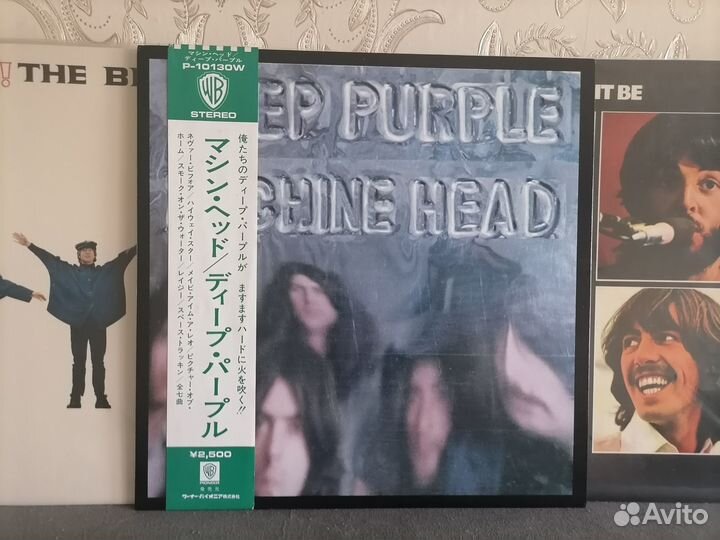 ! THE BE
マシン・ヘッド/
ディープ・パープル
P-10130W
WB
STEREO
俺たちのディープ・パープルが ますますハードに火を吹く!!
マシン・ヘッド/ディープ・パープル
ネヴァー・ビフォア/ハイウェイ・スター/メイビ・アイム・ア・レオ/ピクチャー・オブ・
ホーム/スモーク・オン・ザ・ウォーター/レイジー/スペース・トラッキン/全七曲
¥2,500
WB
PIONEER
発売元
ワーナー・パイオニア株式会社
EP PURPLE
CHINE HEAD
IT BE
Avito